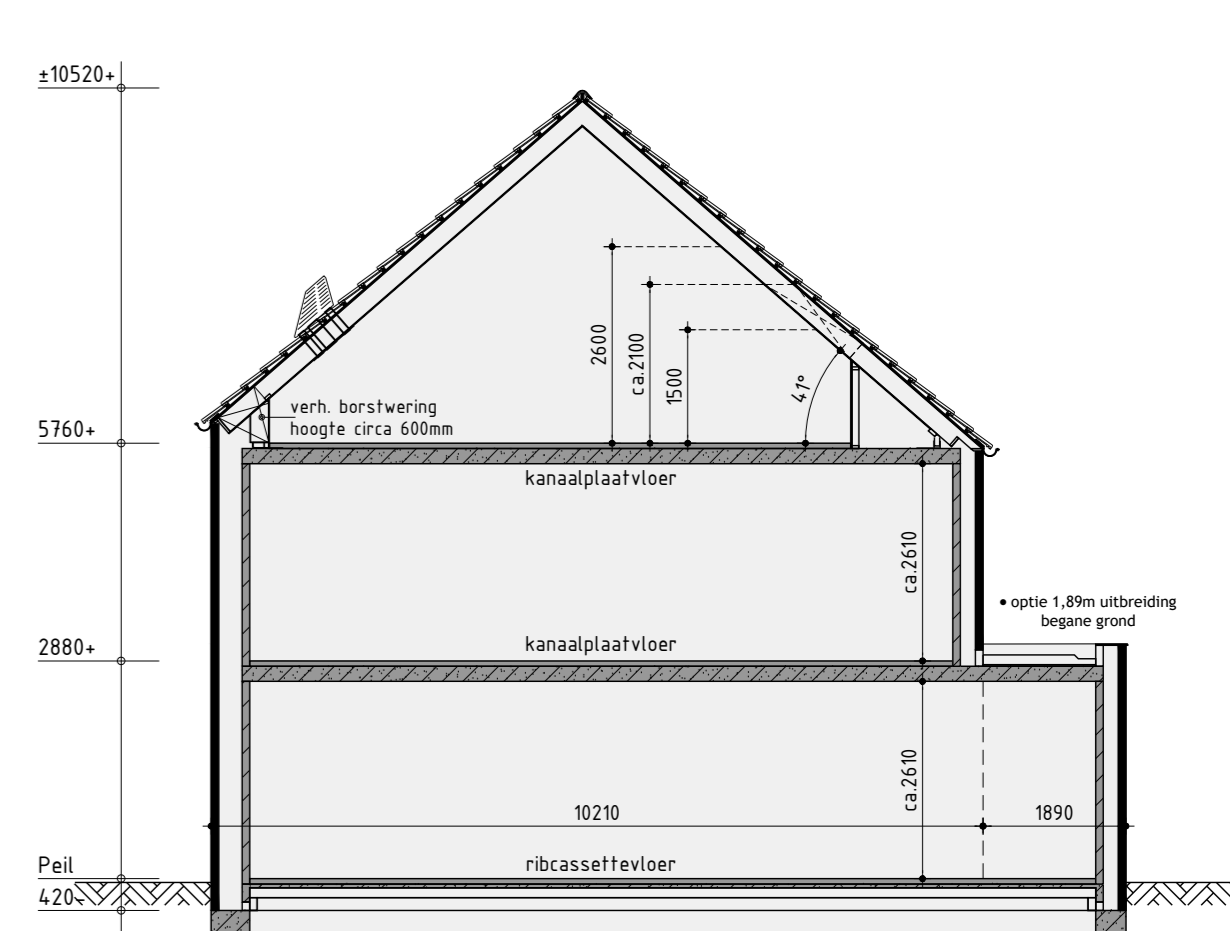 ±10520+
2600
ca.2100
1500
41°
verh. borstwering
hoogte circa 600mm
5760+
kanaalplaatvloer
ca.2610
• optie 1,89m uitbreiding
begane grond
kanaalplaatvloer
2880+
ca.2610
10210
1890
ribcassettevloer
Peil
420-